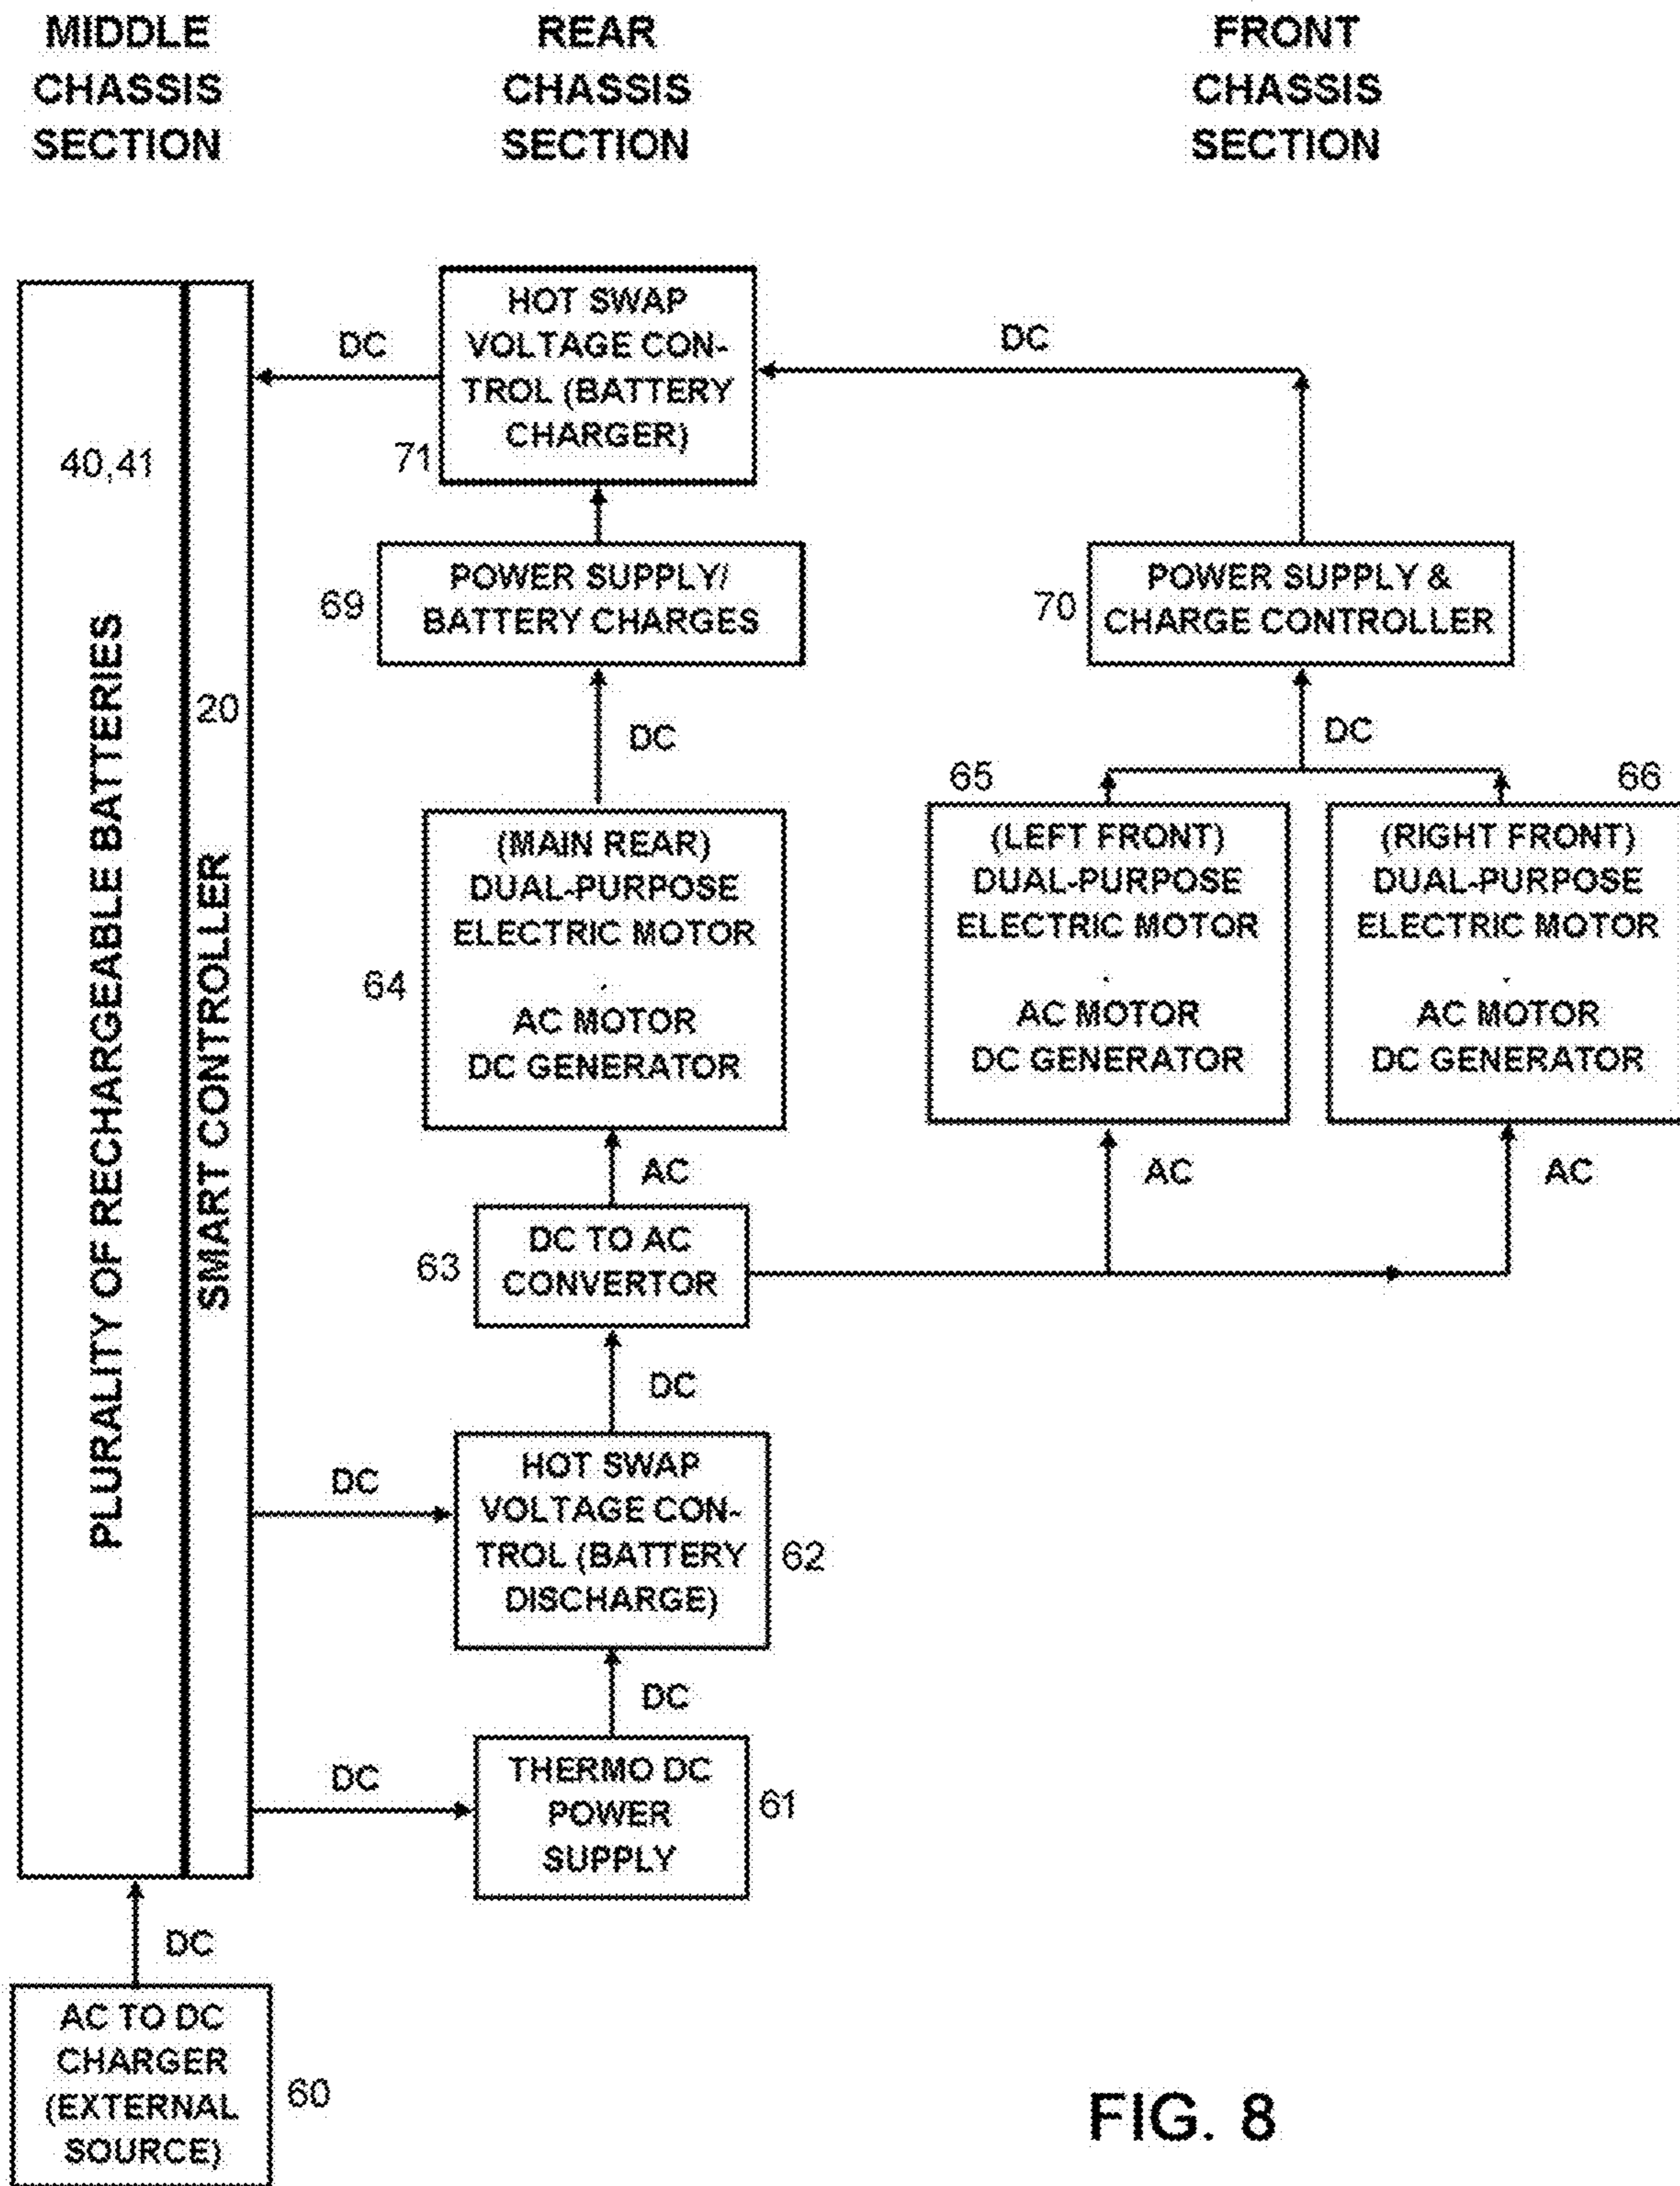 MIDDLE
CHASSIS
SECTION
REAR
CHASSIS
SECTION
FRONT
CHASSIS
SECTION
40,41
PLURALITY OF RECHARGEABLE BATTERIES
20
SMART CONTROLLER
DC
HOT SWAP
VOLTAGE CON-
TROL (BATTERY
CHARGER)
71
DC
POWER SUPPLY/
BATTERY CHARGES
69
POWER SUPPLY &
CHARGE CONTROLLER
70
DC
DC
(MAIN REAR)
DUAL-PURPOSE
ELECTRIC MOTOR
AC MOTOR
DC GENERATOR
64
65
(LEFT FRONT)
DUAL-PURPOSE
ELECTRIC MOTOR
AC MOTOR
DC GENERATOR
66
(RIGHT FRONT)
DUAL-PURPOSE
ELECTRIC MOTOR
AC MOTOR
DC GENERATOR
AC
AC
AC
63
DC TO AC
CONVERTOR
DC
DC
HOT SWAP
VOLTAGE CON-
TROL (BATTERY
DISCHARGE)
62
DC
DC
THERMO DC
POWER
SUPPLY
61
DC
AC TO DC
CHARGER
(EXTERNAL
SOURCE)
60
FIG. 8